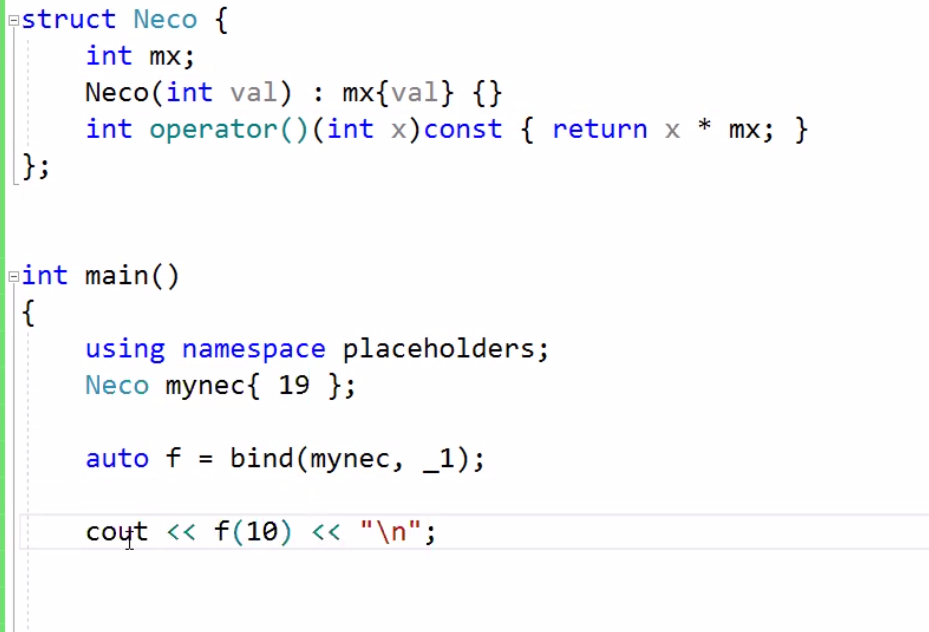 struct Neco {
int mx;
Neco(int val) : mx{val} {}
int operator()(int x)const { return x * mx; }
};
int main()
{
using namespace placeholders;
Neco mynec{ 19 };
auto f = bind(mynec, _1);
cout << f(10) << "\n";